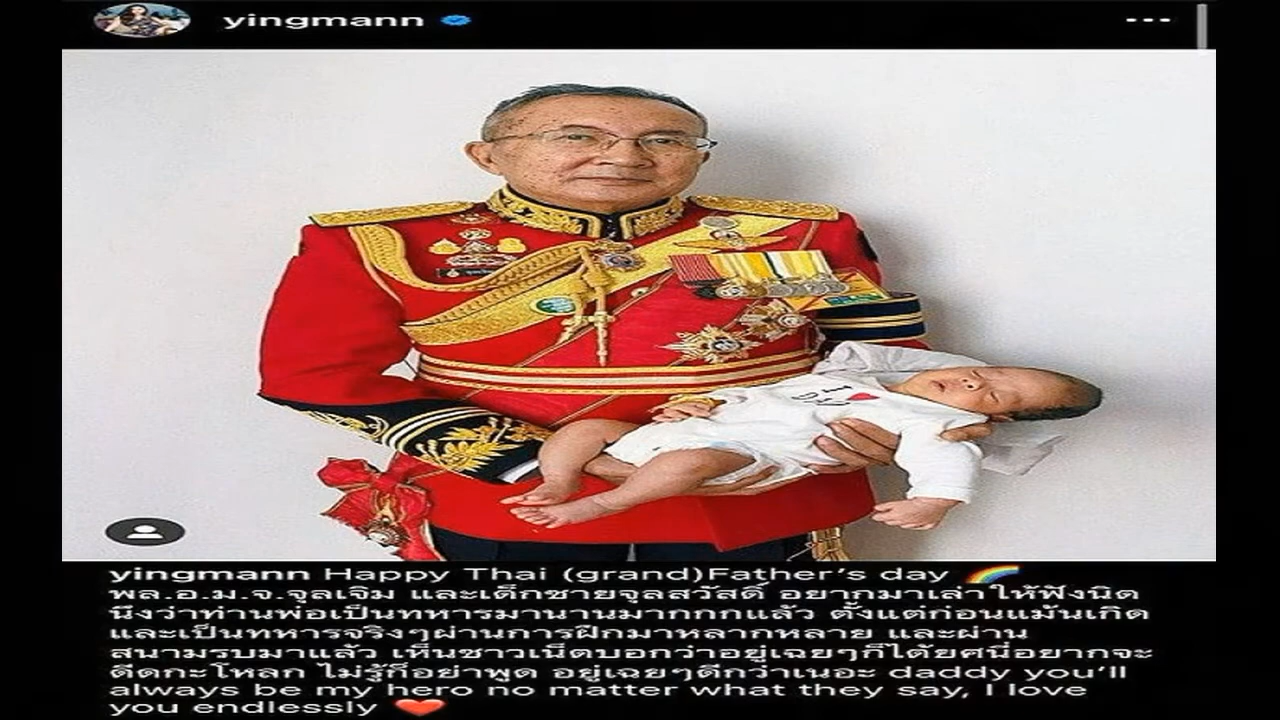 yingmann
I ❤️
yingmann Happy Thai (grand)Father's day 🌈
พล.อ.ม.จ.จุลเจิม และเด็กชายจุลสวัสดิ์ อยากมาเล่าให้ฟังนิด
นึงว่าท่านพ่อเป็นทหารมานานมากกกแล้ว ตั้งแต่ก่อนแม้นเกิด
และเป็นทหารจริงๆผ่านการฝึกมาหลากหลาย และผ่าน
สนามรบมาแล้ว เห็นชาวเน็ตบอกว่าอยู่เฉยๆก็ได้ยศนี่อยากจะ
ดีดกะโหลก ไม่รู้ก็อย่าพูด อยู่เฉยๆดีกว่าเนอะ daddy you'll
always be my hero no matter what they say, I love
you endlessly ❤️